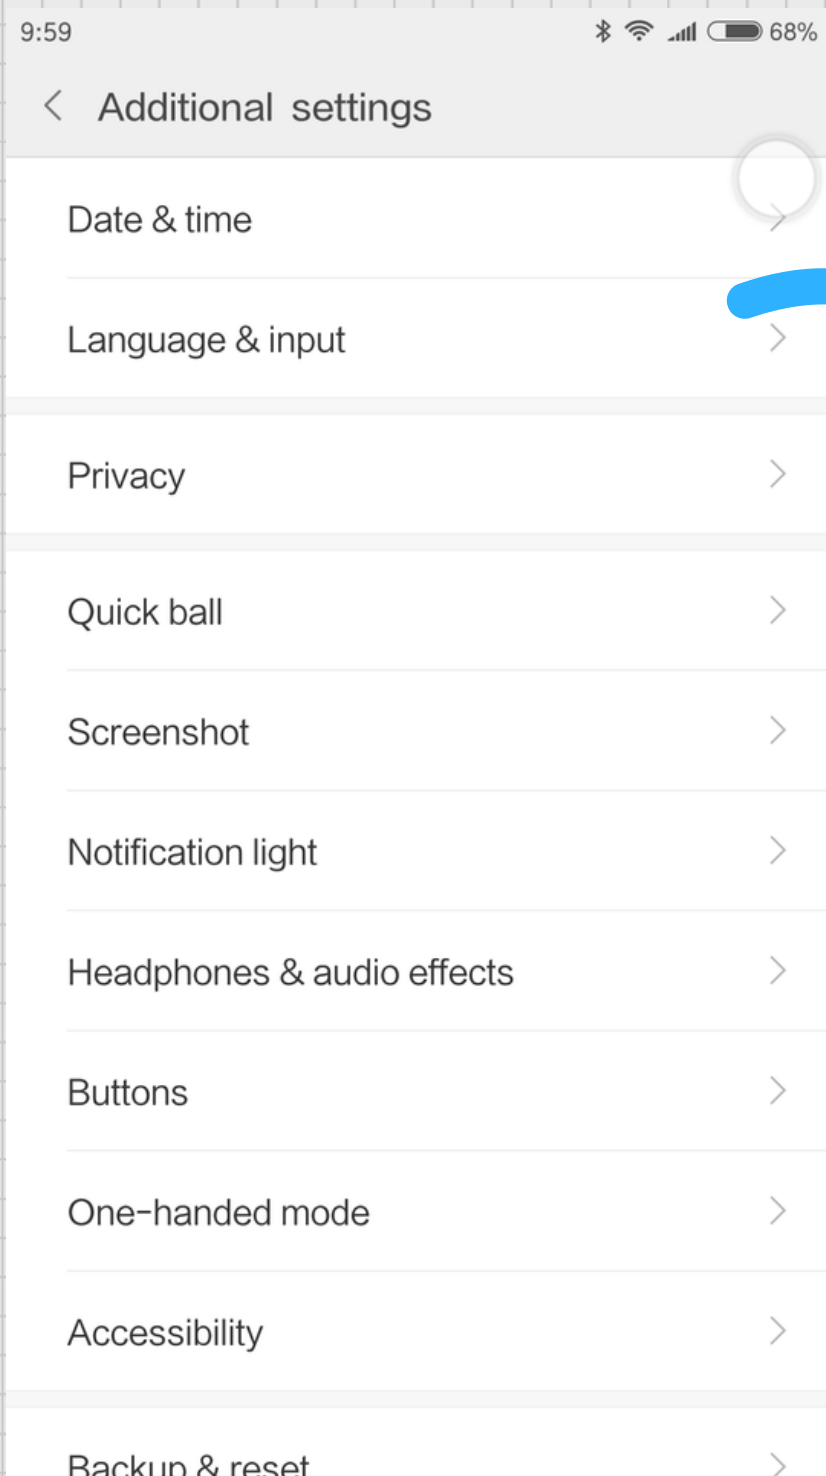 9:59 68%
Additional settings
Date & time
Language & input
Privacy
Quick ball
Screenshot
Notification light
Headphones & audio effects
Buttons
One-handed mode
Accessibility
Backup & reset